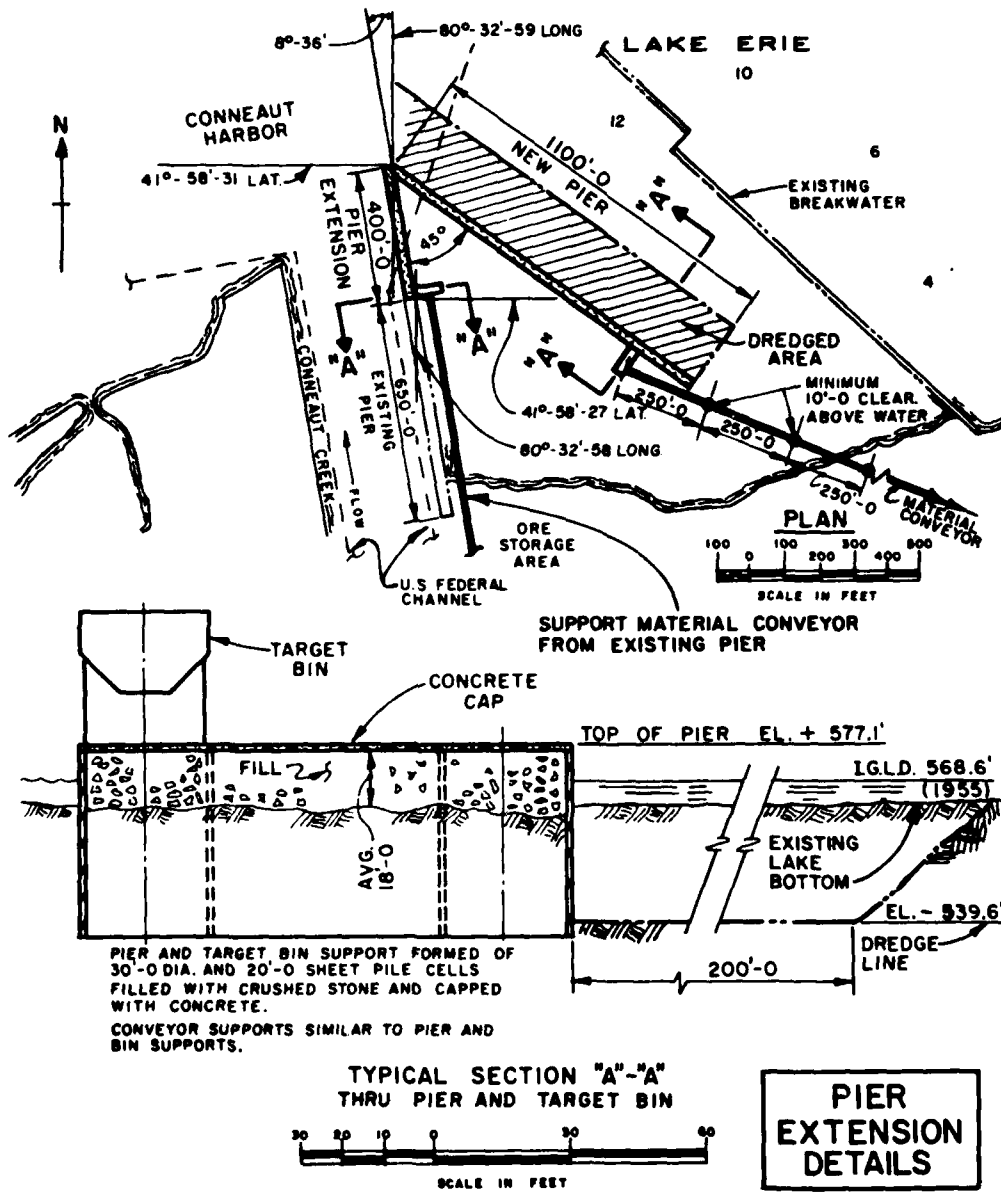 8°-36'
80°-32'-59 LONG
LAKE ERIE
10
12
6
4
N
CONNEAUT
HARBOR
41°-58'-31 LAT.
1100'-0
NEW PIER
"A"
EXISTING
BREAKWATER
400'-0
PIER
EXTENSION
45°
"A"
"A"
"A"
DREDGED
AREA
MINIMUM
10'-0 CLEAR.
ABOVE WATER
250'-0
250'-0
250'-0
41°-58'-27 LAT.
80°-32'-58 LONG.
650'-0
EXISTING
PIER
CONNEAUT CREEK
FLOW
ORE
STORAGE
AREA
U.S FEDERAL
CHANNEL
MATERIAL
CONVEYOR
PLAN
100 0 100 200 300 400 500
SCALE IN FEET
SUPPORT MATERIAL CONVEYOR
FROM EXISTING PIER
TARGET
BIN
CONCRETE
CAP
TOP OF PIER EL. + 577.1'
FILL
I.G.L.D. 568.6'
(1955)
AVG.
18'-0
EXISTING
LAKE
BOTTOM
EL.- 539.6'
DREDGE
LINE
200'-0
PIER AND TARGET BIN SUPPORT FORMED OF
30'-0 DIA. AND 20'-0 SHEET PILE CELLS
FILLED WITH CRUSHED STONE AND CAPPED
WITH CONCRETE.
CONVEYOR SUPPORTS SIMILAR TO PIER AND
BIN SUPPORTS.
TYPICAL SECTION "A"-"A"
THRU PIER AND TARGET BIN
30 20 10 0 30 60
SCALE IN FEET
PIER
EXTENSION
DETAILS